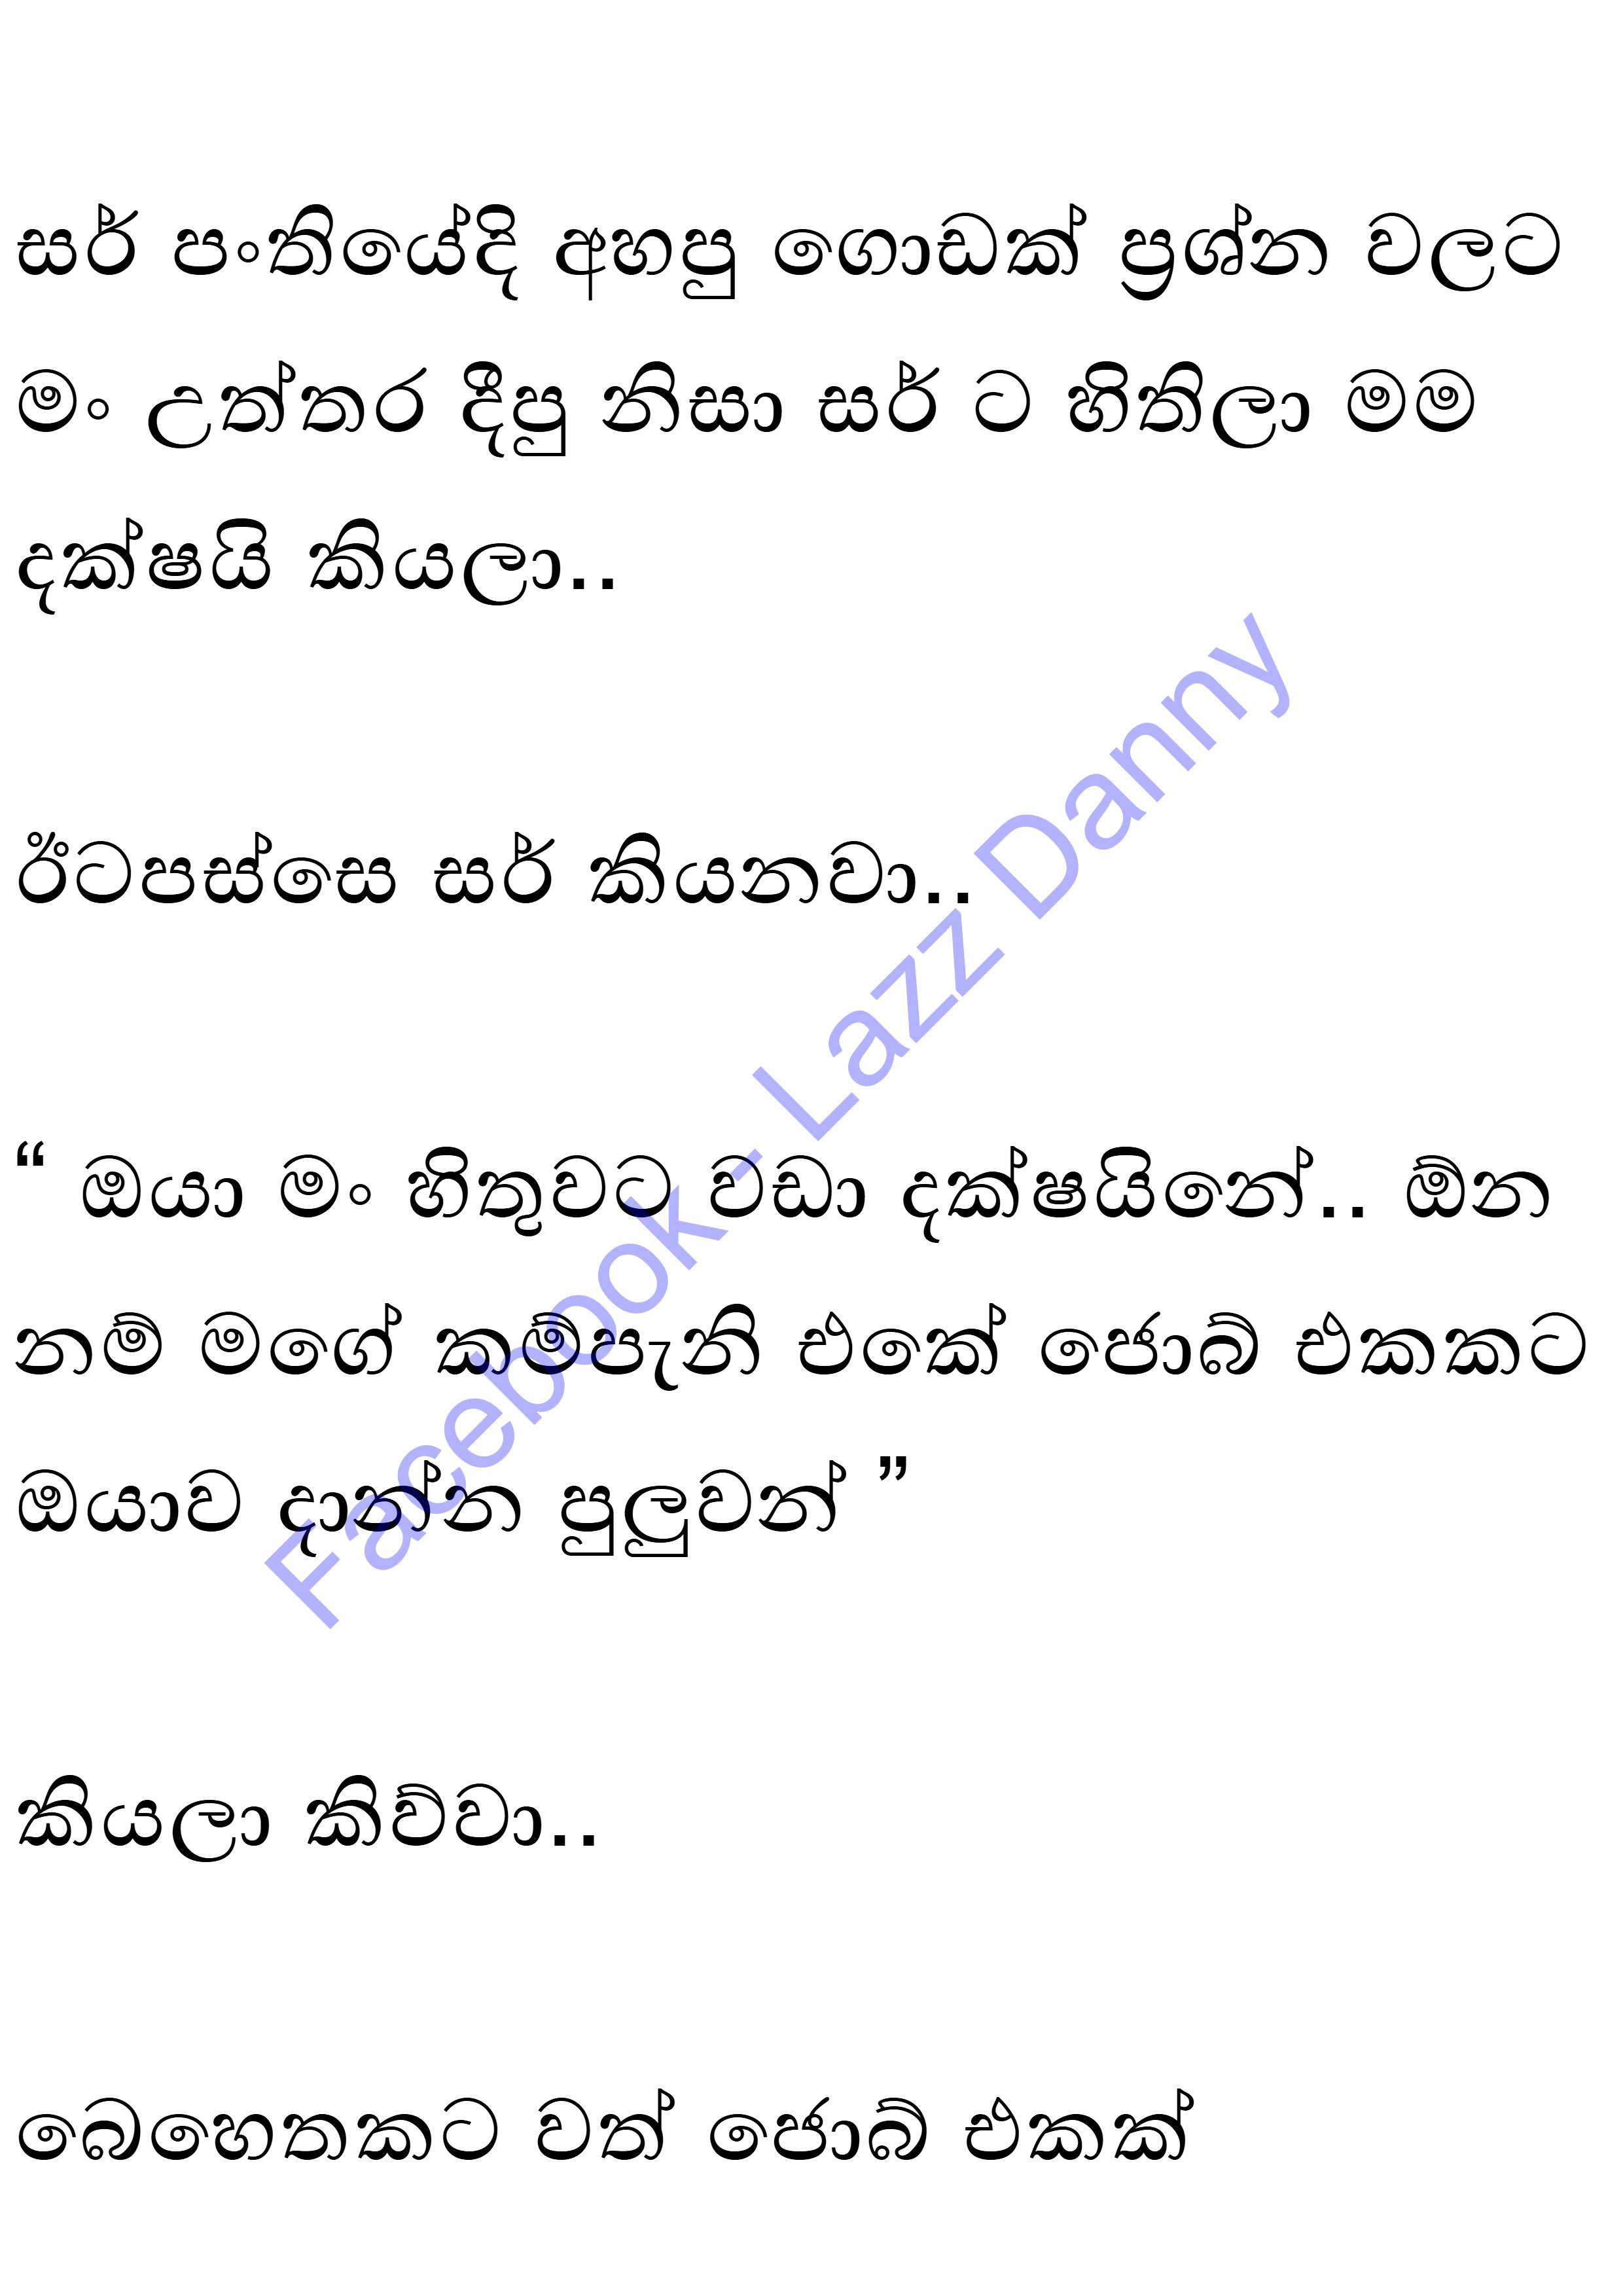 සර් පංතියේදි අහපු ගොඩක් ප්‍රශ්න වලට
මං උත්තර දීපු නිසා සර් ට හිතිලා මම
දක්ෂයි කියලා..
ඊටපස්සෙ සර් කියනවා..
“ ඔයා මං හිතුවට වඩා දක්ෂයිනේ.. ඕන
නම් මගේ කම්පැනි එකේ ජොබ් එකකට
ඔයාව දාන්න පුලුවන් ”
කියලා කිව්වා..
බෙහෙතකට වත් ජොබ් එකක්
Facebook - Lazz Danny